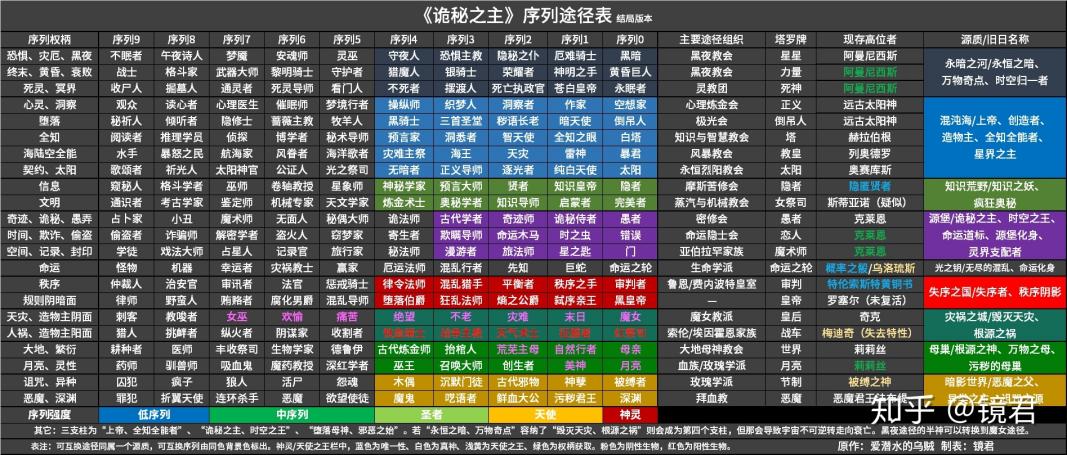 《诡秘之主》序列途径表 结局版本
序列权柄 序列9 序列8 序列7 序列6 序列5 序列4 序列3 序列2 序列1 序列0 主要途径组织 塔罗牌 现存高位者 源质/旧日名称
恐惧、灾厄、黑夜 不眠者 午夜诗人 梦魇 安魂师 灵巫 守夜人 恐惧主教 隐秘之仆 厄难骑士 黑暗 黑夜教会 星星 阿曼尼西斯
永暗之河/永恒之暗、
终末、黄昏、衰败 战士 格斗家 武器大师 黎明骑士 守护者 猎魔人 银骑士 荣耀者 神明之手 黄昏巨人 黑夜教会 力量 阿曼尼西斯
万物奇点、时空归一者
死灵、冥界 收尸人 掘墓人 通灵者 死灵导师 看门人 不死者 摆渡人 死亡执政官 苍白皇帝 永眠者 灵教团 死神 阿曼尼西斯
心灵、洞察 观众 读心者 心理医生 催眠师 梦境行者 操纵师 织梦人 洞察者 作家 空想家 心理炼金会 正义 远古太阳神
堕落 秘祈人 倾听者 隐修士 蔷薇主教 牧羊人 黑骑士 三首圣堂 秽语长老 暗天使 倒吊人 极光会 倒吊人 远古太阳神
混沌海/上帝、创造者、
全知 阅读者 推理学员 侦探 博学者 秘术导师 预言家 洞悉者 智天使 全知之眼 白塔 知识与智慧教会 塔 赫拉伯根
造物主、全知全能者、
海陆空全能 水手 暴怒之民 航海家 风眷者 海洋歌者 灾难主祭 海王 天灾 雷神 暴君 风暴教会 教皇 列奥德罗
星界之主
契约、太阳 歌颂者 祈光人 太阳神官 公证人 光之祭司 无暗者 正义导师 逐光者 纯白天使 太阳 永恒烈阳教会 太阳 奥赛库斯
信息 窥秘人 格斗学者 巫师 卷轴教授 星象师 神秘学家 预言大师 贤者 知识皇帝 隐者 摩斯苦修会 隐者 隐匿贤者
知识荒野/知识之妖、
文明 通识者 考古学家 鉴定师 机械专家 天文学家 炼金术士 奥秘学者 知识导师 启蒙者 完美者 蒸汽与机械教会 女祭司 斯蒂亚诺（疑似）
疯狂奥秘
奇迹、诡秘、愚弄 占卜家 小丑 魔术师 无面人 秘偶大师 诡法师 古代学者 奇迹师 诡秘侍者 愚者 密修会 愚者 克莱恩
源堡/诡秘之主、时空之王、
时间、欺诈、偷盗 偷盗者 诈骗师 解密学者 盗火人 窃梦家 寄生者 欺瞒导师 命运木马 时之虫 错误 命运隐士会 恋人 克莱恩
命运道标、源堡化身、
空间、记录、封印 学徒 戏法大师 占星人 记录官 旅行家 秘法师 漫游者 旅法师 星之匙 门 亚伯拉罕家族 魔术师 克莱恩
灵界支配者
命运 怪物 机器 幸运者 灾祸教士 赢家 厄运法师 混乱行者 先知 巨蛇 命运之轮 生命学派 命运之轮 概率之骰/乌洛琉斯 光之钥/无尽的混乱、命运化身
秩序 仲裁人 治安官 审讯者 法官 惩戒骑士 律令法师 混乱猎手 平衡者 秩序之手 审判者 鲁恩/费内波特皇室 审判 特伦索斯特黄铜书
失序之国/失序者、秩序阴影
规则阴暗面 律师 野蛮人 贿赂者 腐化男爵 混乱导师 堕落伯爵 狂乱法师 熵之公爵 弑序亲王 黑皇帝 — 皇帝 罗塞尔（未复活）
天灾、造物主阴面 刺客 教唆者 女巫 欢愉 痛苦 绝望 不老 灾难 末日 魔女 魔女教派 皇后 奇克
灾祸之城/毁灭天灾、
人祸、造物主阳面 猎人 挑衅者 纵火者 阴谋家 收割者 索伦/埃因霍恩家族 战车 梅迪奇（失去特性）
根源之祸
大地、繁衍 耕种者 医师 丰收祭司 生物学家 德鲁伊 古代炼金师 抬棺人 荒芜主母 自然行者 母亲 大地母神教会 世界 莉莉丝
母巢/根源之神、万物之母、
月亮、灵性 药师 驯兽师 吸血鬼 魔药教授 深红学者 巫王 召唤大师 创生者 美神 月亮 血族/玫瑰学派 月亮 莉莉丝
污秽的母巢
诅咒、异种 囚犯 疯子 狼人 活尸 怨魂 木偶 沉默门徒 古代邪物 神孽 被缚者 玫瑰学派 节制 被缚之神
暗影世界/恶魔之父、
恶魔、深渊 罪犯 折翼天使 连环杀手 恶魔 欲望使徒 魔鬼 呓语者 鲜血大公 污秽君王 深渊 拜血教 恶魔
序列强度 低序列 中序列 圣者 天使 神灵
知乎 @镜君
其它：三支柱为“上帝、全知全能者”、“诡秘之主、时空之王”、“堕落母神、邪恶之始”。若“永恒之暗、万物奇点”容纳了“毁灭天灾、根源之祸”则会成为第四个支柱，但那会导致宇宙不可逆转走向衰亡。黑夜途径的半神可以转换到魔女途径。
表注：可互换途径同属一个源质，可互换序列由同色背景色标出。神灵/天使之王栏中，蓝色为唯一性、白色为真神、浅黄为天使之王、绿色为权柄获取。粉色为阴性生物，红色为阳性生物。 原作：爱潜水的乌贼 制表：镜君